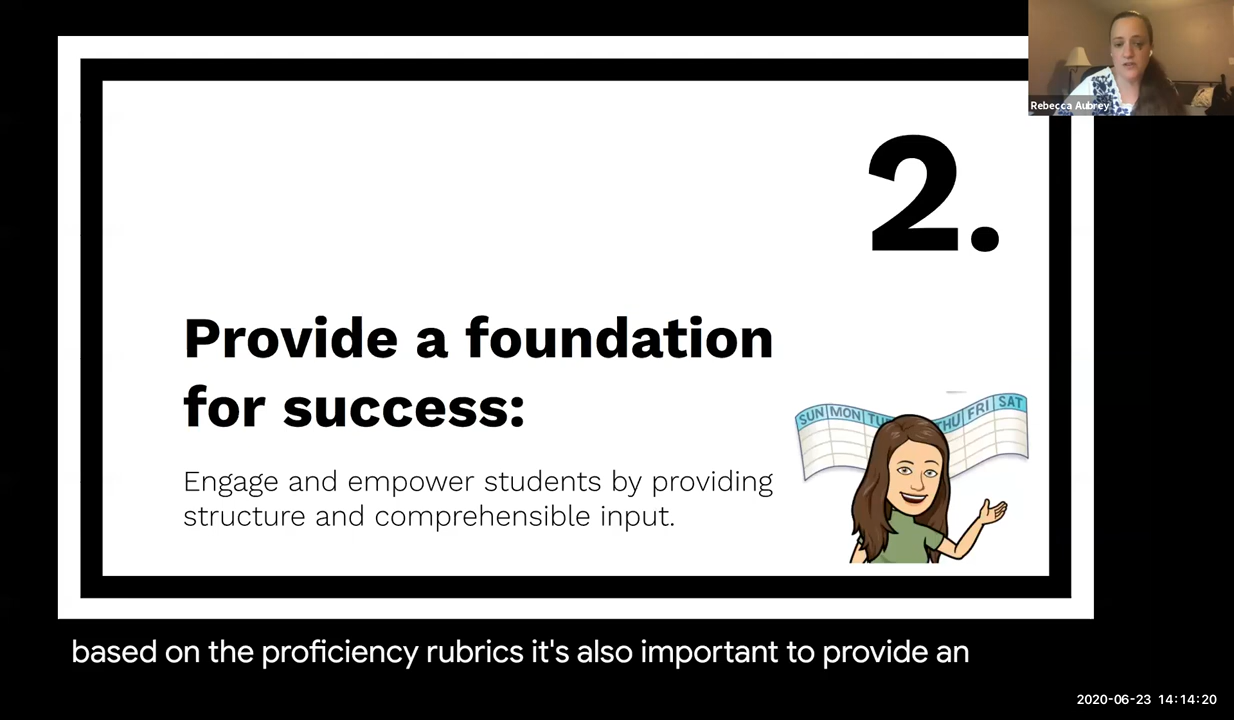 Rebecca Aubrey
2.
Provide a foundation
for success:
SUN MON TU THU FRI SAT
Engage and empower students by providing
structure and comprehensible input.
based on the proficiency rubrics it's also important to provide an
2020-06-23 14:14:20